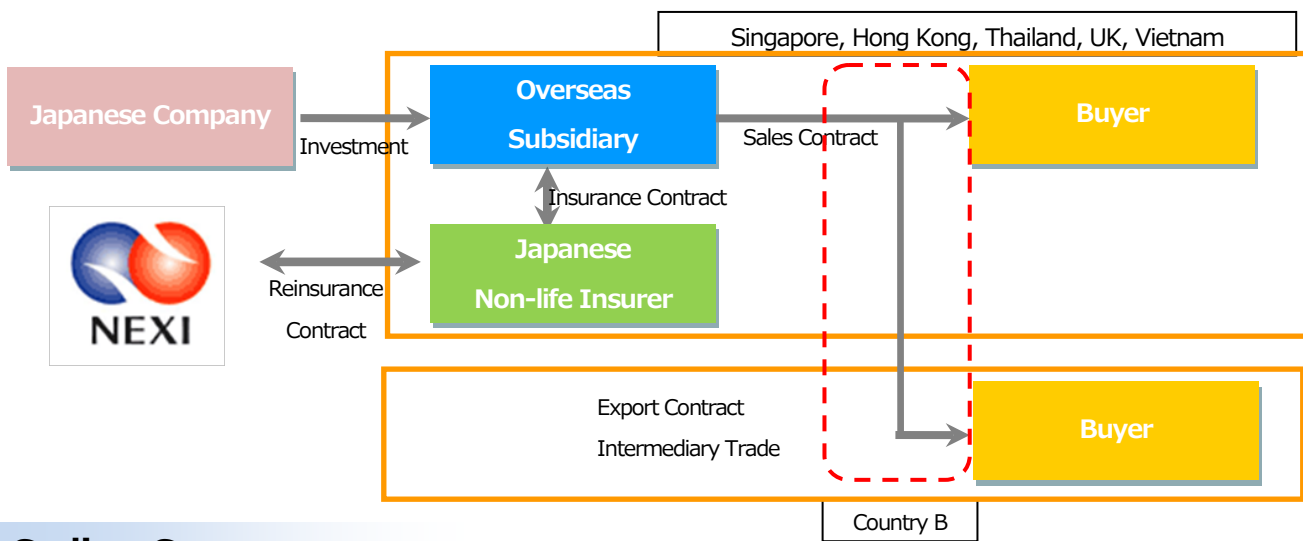 Singapore, Hong Kong, Thailand, UK, Vietnam
Japanese Company
Investment
Overseas
Subsidiary
Sales Contract
Buyer
Insurance Contract
Japanese
Non-life Insurer
Reinsurance
Contract
NEXI
Export Contract
Intermediary Trade
Buyer
Country B